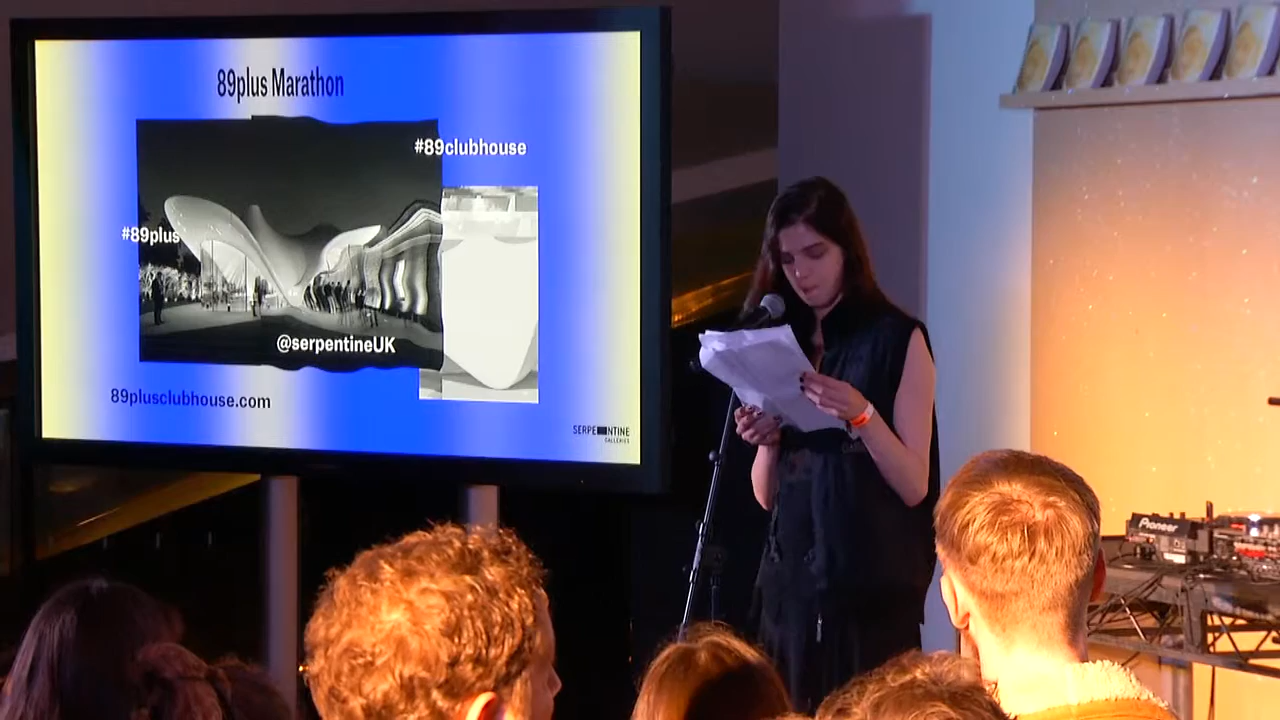 89plus Marathon
#89clubhouse
#89plus
@serpentineUK
89plusclubhouse.com
SERPENTINE
GALLERIES
Pioneer